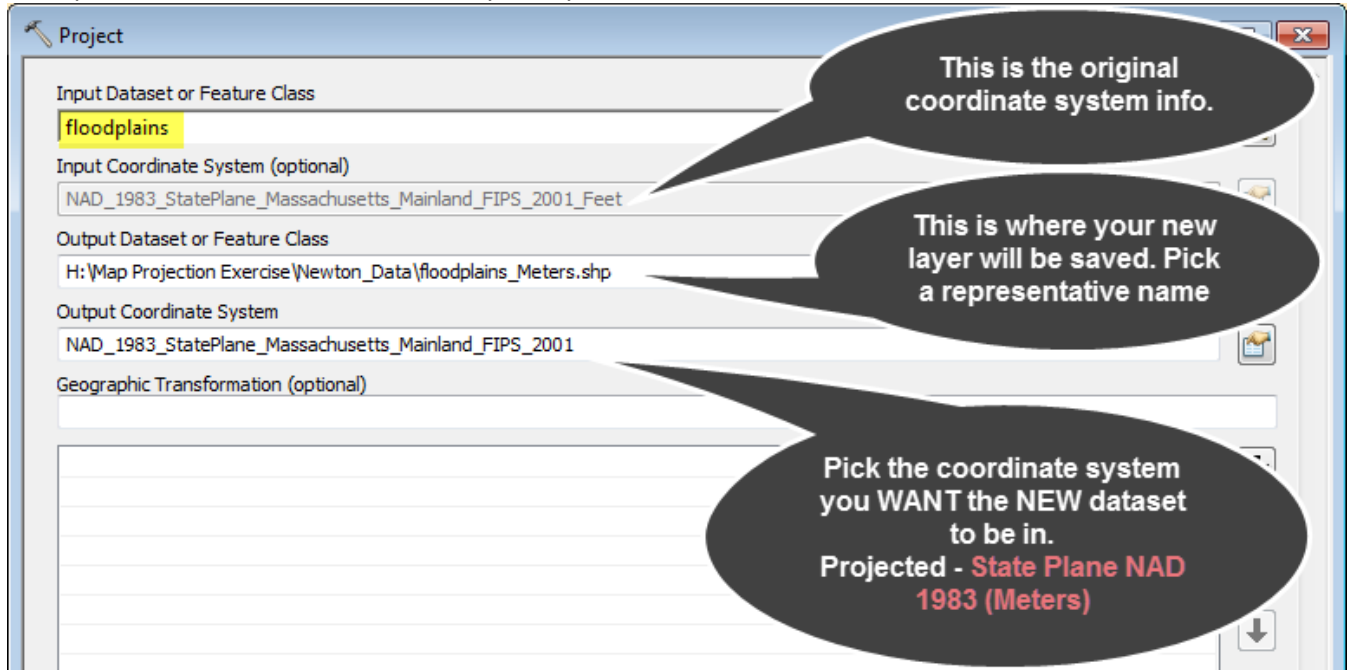 Project
This is the original
coordinate system info.
Input Dataset or Feature Class
floodplains
Input Coordinate System (optional)
NAD_1983_StatePlane_Massachusetts_Mainland_FIPS_2001_Feet
This is where your new
layer will be saved. Pick
a representative name
Output Dataset or Feature Class
H:\Map Projection Exercise\Newton_Data\floodplains_Meters.shp
Output Coordinate System
NAD_1983_StatePlane_Massachusetts_Mainland_FIPS_2001
Geographic Transformation (optional)
Pick the coordinate system
you WANT the NEW dataset
to be in.
Projected - State Plane NAD
1983 (Meters)